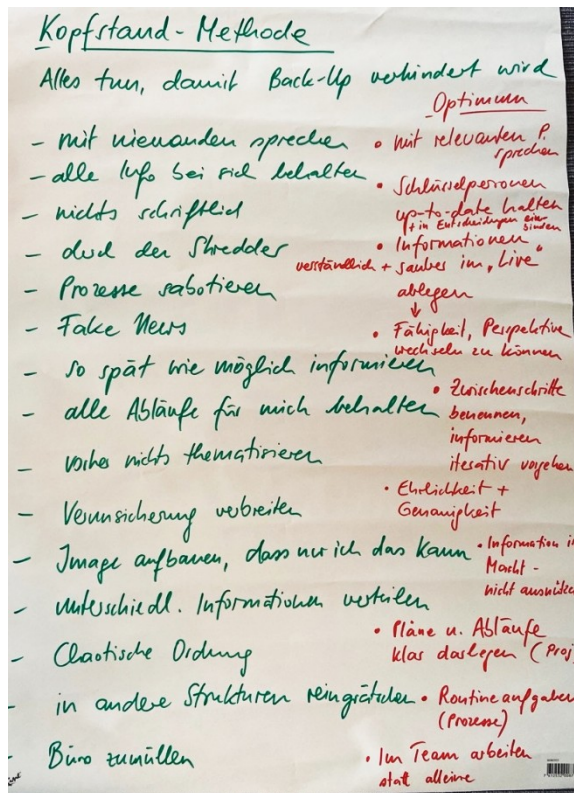 Kopfstand-Methode
Alles tun, damit Back-Up verhindert wird
- mit niemanden sprechen
- alle Info bei sich behalten
- nichts schriftlich
- durch den Shredder
- Prozesse sabotieren
- Fake News
- so spät wie möglich informieren
- alle Abläufe für mich behalten
- vorher nichts thematisieren
- Verunsicherung verbreiten
- Image aufbauen, dass nur ich das kann
- unterschiedl. Informationen verteilen
- Chaotische Ordnung
- in andere Strukturen reingrätschen
- Büro zumüllen
Optimum
• mit relevanten P.
sprechen
• Schlüsselpersonen
up-to-date halten
+ in Entscheidungen ein-
binden
• Informationen
verständlich + sauber im „Live“
ablegen
↓
• Fähigkeit, Perspektive
wechseln zu können
• Zwischenschritte
benennen,
informieren
iterativ vorgehen
• Ehrlichkeit +
Genauigkeit
• Information i
Macht -
nicht ausnütze
• Pläne u. Abläufe
klar darlegen (Proj
• Routineaufgaben
(Prozesse)
• Im Team arbeiten
statt alleine